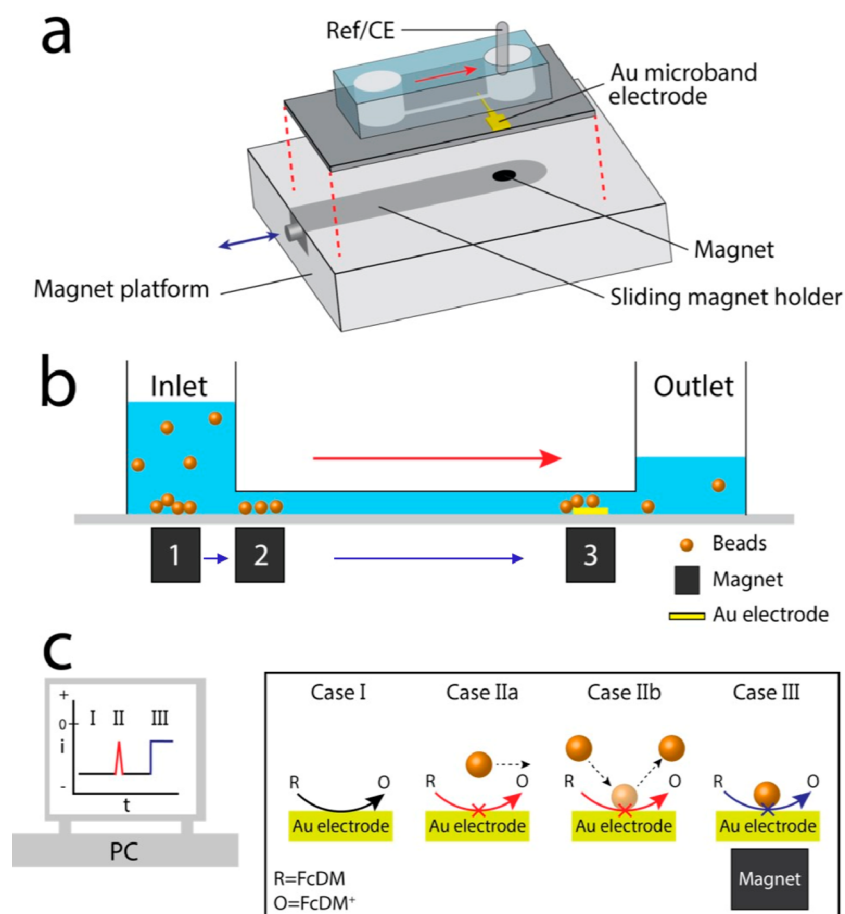 a
Ref/CE
Au microband
electrode
Magnet
Magnet platform
Sliding magnet holder
b
Inlet
Outlet
1
2
3
Beads
Magnet
Au electrode
c
+
0
I II III
i
-
t
PC
Case I
Case IIa
Case IIb
Case III
R O
R O
R O
R O
Au electrode
Au electrode
Au electrode
Au electrode
R=FcDM
O=FcDM⁺
Magnet